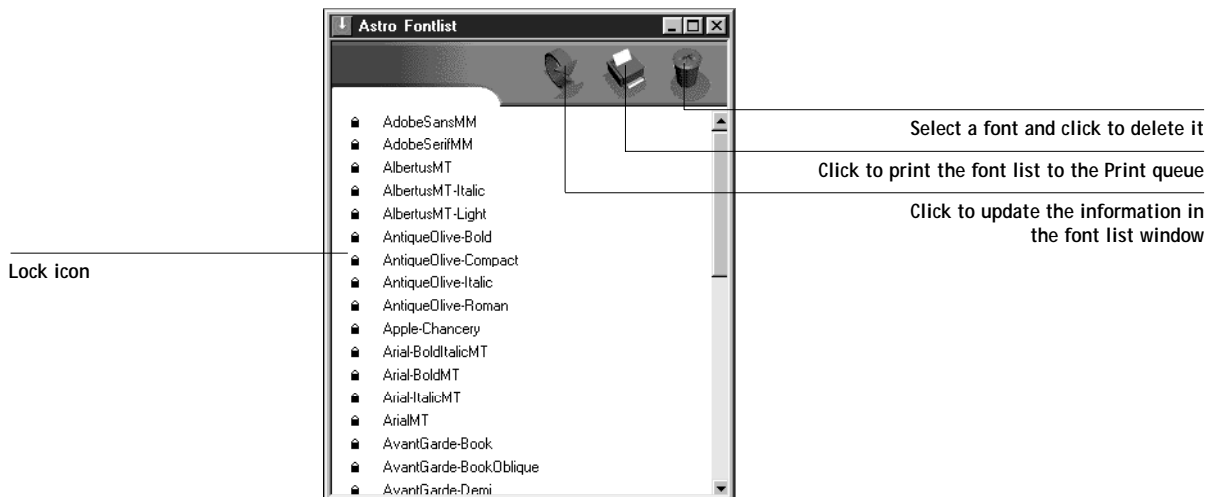 Astro Fontlist
AdobeSansMM
AdobeSerifMM
AlbertusMT
AlbertusMT-Italic
AlbertusMT-Light
AntiqueOlive-Bold
AntiqueOlive-Compact
AntiqueOlive-Italic
AntiqueOlive-Roman
Apple-Chancery
Arial-BoldItalicMT
Arial-BoldMT
Arial-ItalicMT
ArialMT
AvantGarde-Book
AvantGarde-BookOblique
AvantGarde-Demi
Lock icon
Select a font and click to delete it
Click to print the font list to the Print queue
Click to update the information in
the font list window